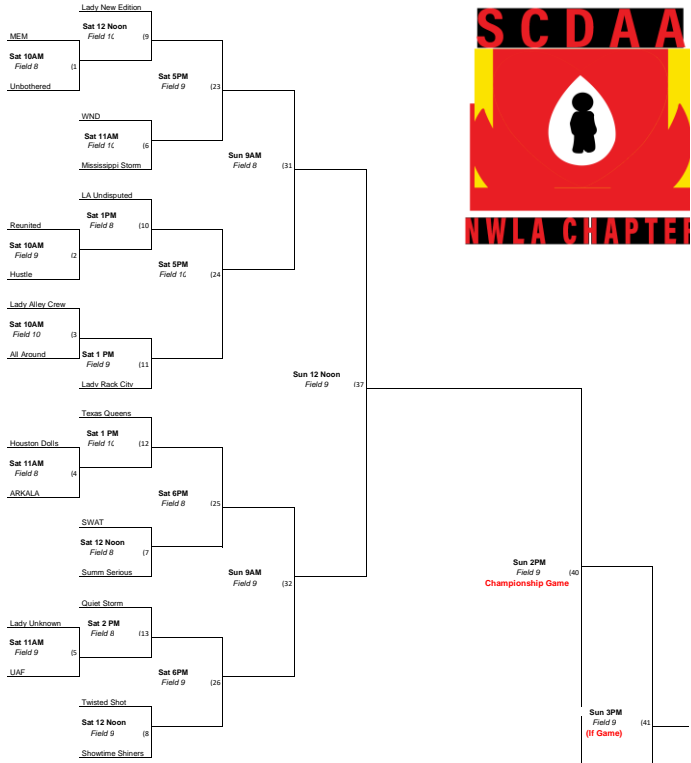 SCDAA
NWLA CHAPTER
Lady New Edition
Sat 12 Noon
Field 10 (9
MEM
Sat 10AM
Field 8 (1
Unbothered
Sat 5PM
Field 9 (23
WND
Sat 11AM
Field 10 (6
Mississippi Storm
Sun 9AM
Field 8 (31
LA Undisputed
Sat 1PM
Field 8 (10
Reunited
Sat 10AM
Field 9 (2
Hustle
Sat 5PM
Field 10 (24
Lady Alley Crew
Sat 10AM
Field 10 (3
All Around
Sat 1 PM
Field 9 (11
Lady Rack City
Sun 12 Noon
Field 9 (37
Texas Queens
Sat 1 PM
Field 10 (12
Houston Dolls
Sat 11AM
Field 8 (4
ARKALA
Sat 6PM
Field 8 (25
SWAT
Sat 12 Noon
Field 8 (7
Summ Serious
Sun 9AM
Field 9 (32
Sun 2PM
Field 9 (40
Championship Game
Quiet Storm
Sat 2 PM
Field 8 (13
Lady Unknown
Sat 11AM
Field 9 (5
UAF
Sat 6PM
Field 9 (26
Twisted Shot
Sat 12 Noon
Field 9 (8
Showtime Shiners
Sun 3PM
Field 9 (41
(If Game)